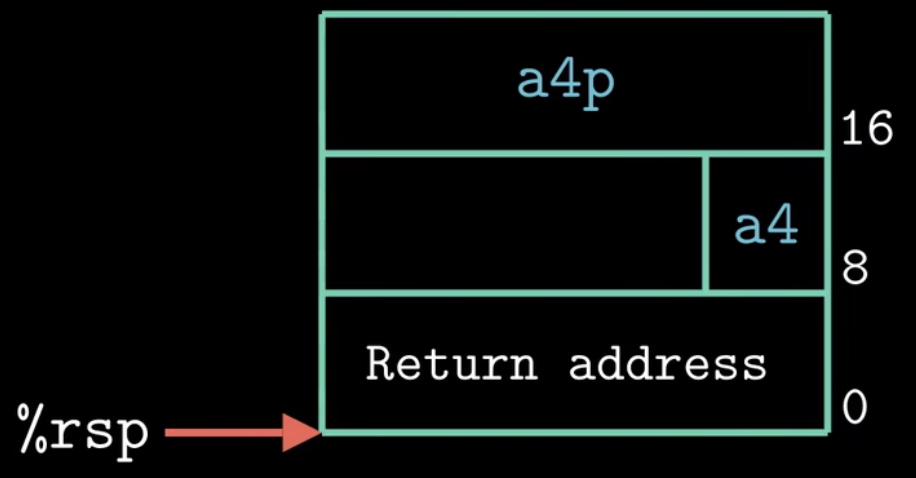 a4p
16
a4
8
Return address
0
%rsp